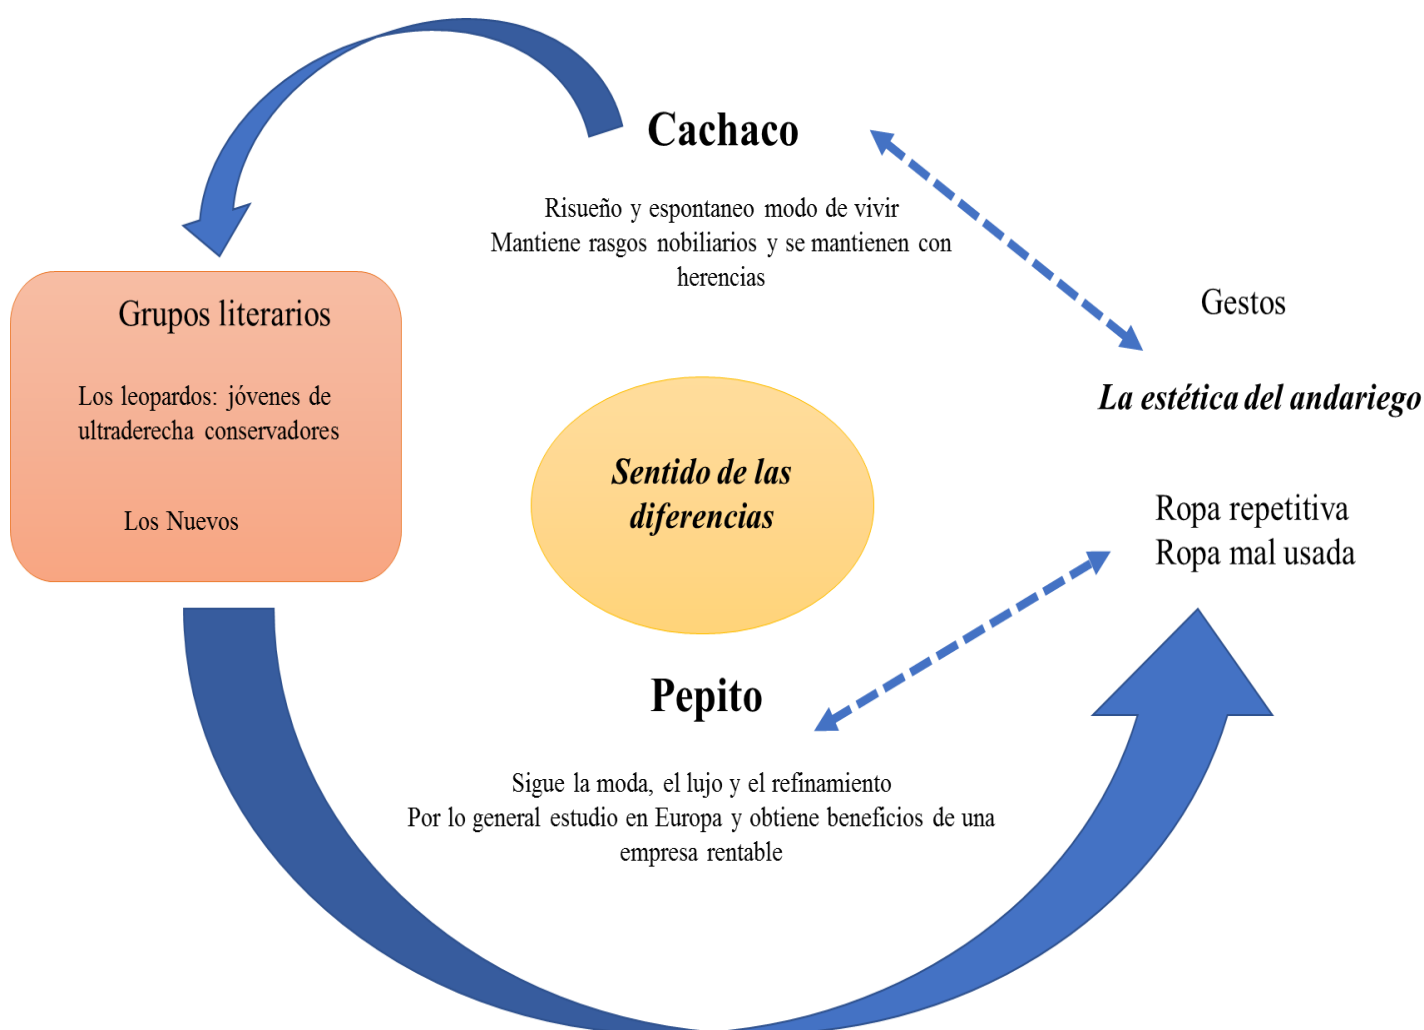 Cachaco
Risueño y espontaneo modo de vivir
Mantiene rasgos nobiliarios y se mantienen con
herencias
Grupos literarios
Los leopardos: jóvenes de
ultraderecha conservadores
Los Nuevos
Sentido de las
diferencias
Gestos
La estética del andariego
Ropa repetitiva
Ropa mal usada
Pepito
Sigue la moda, el lujo y el refinamiento
Por lo general estudio en Europa y obtiene beneficios de una
empresa rentable